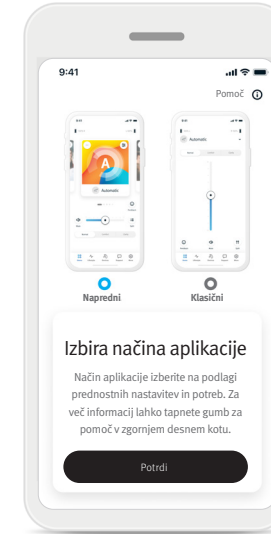 9:41
Pomoč
Automatic
A
Automatic
Napredni
Klasični
Izbira načina aplikacije
Način aplikacije izberite na podlagi
prednostnih nastavitev in potreb. Za
več informacij lahko tapnete gumb za
pomoč v zgornjem desnem kotu.
Potrdi